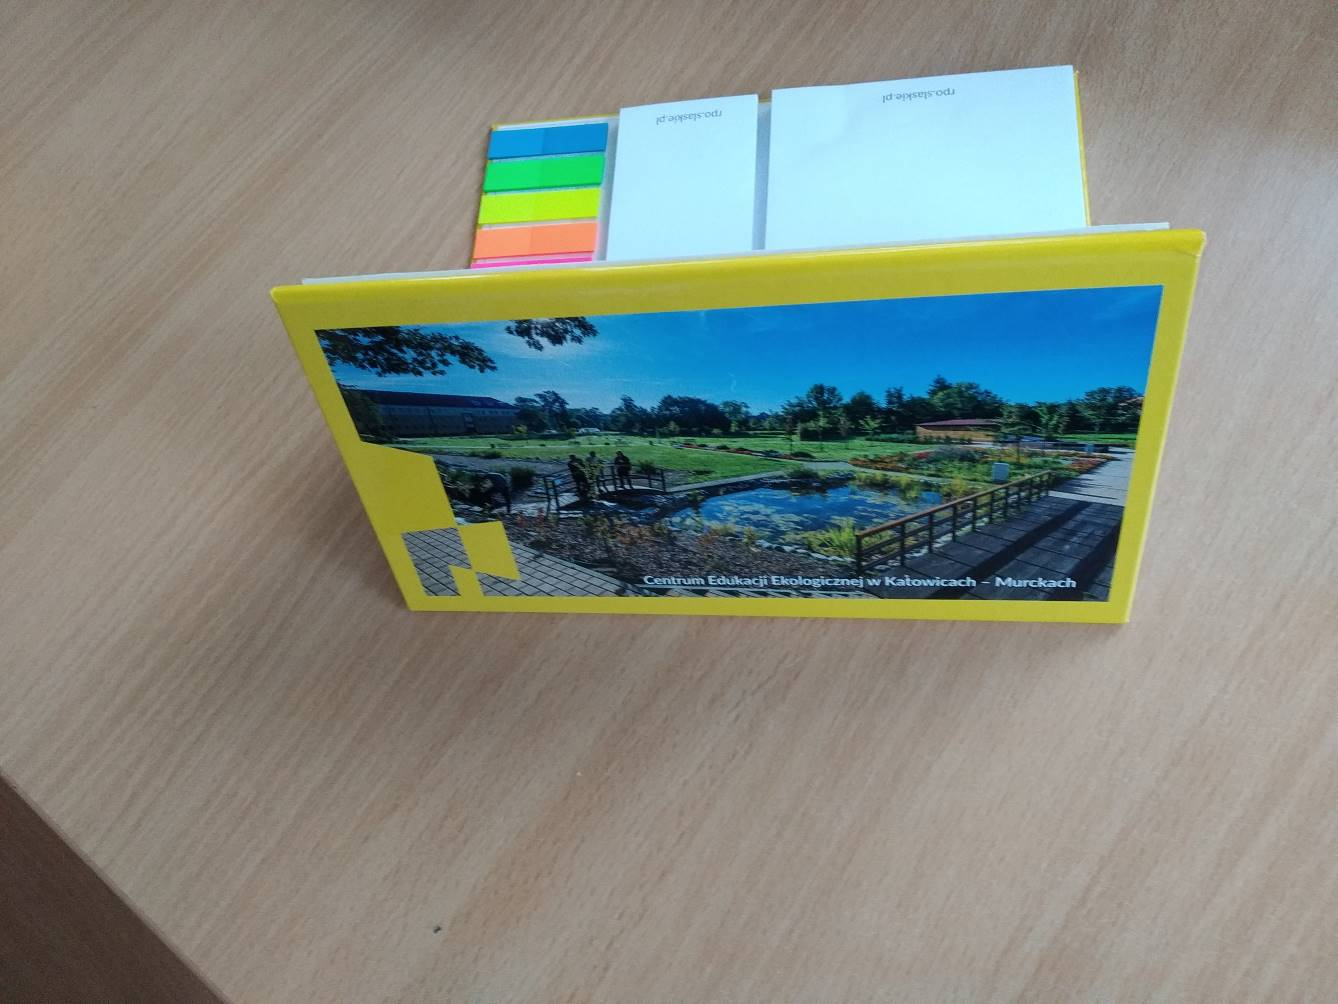 rpo.slaskie.pl
rpo.slaskie.pl
Centrum Edukacji Ekologicznej w Katowicach – Murckach